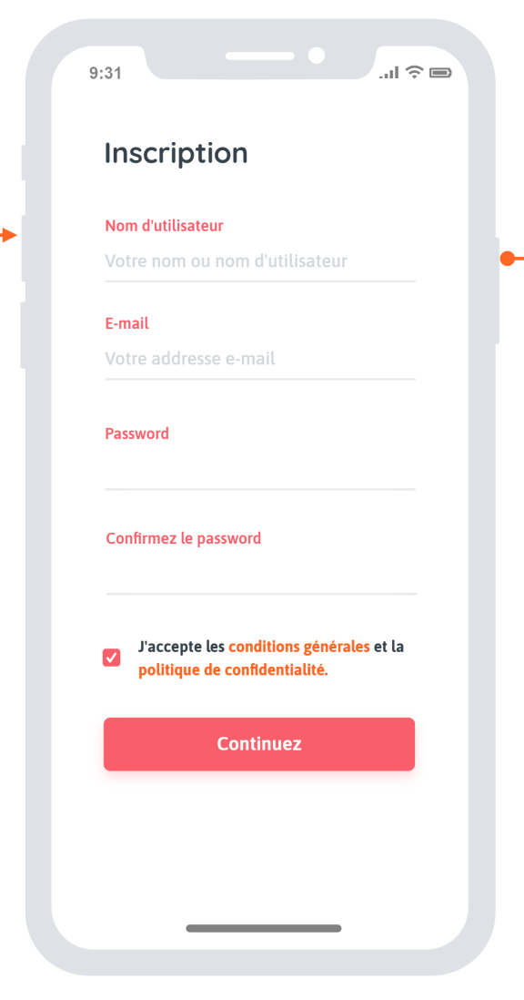 9:31
Inscription
Nom d'utilisateur
Votre nom ou nom d'utilisateur
E-mail
Votre addresse e-mail
Password
Confirmez le password
J'accepte les conditions générales et la
politique de confidentialité.
Continuez